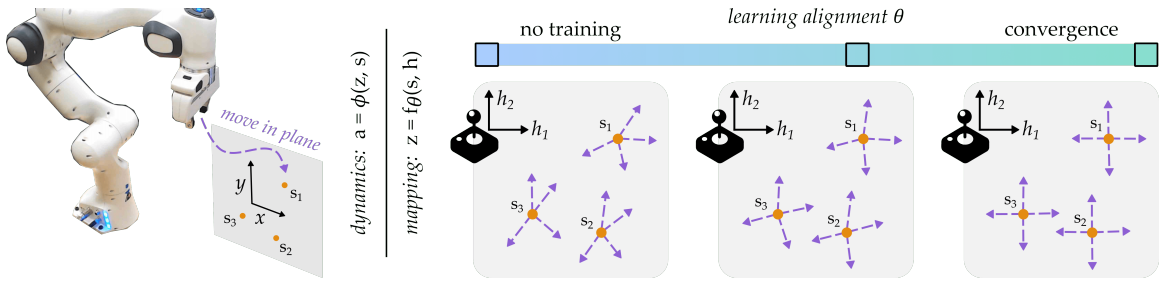 move in plane
y
x
s1
s3
s2
dynamics: a = ϕ(z, s)
mapping: z = fθ(s, h)
learning alignment θ
no training
convergence
h2
h1
s1
s3
s2
h2
h1
s1
s3
s2
h2
h1
s1
s3
s2